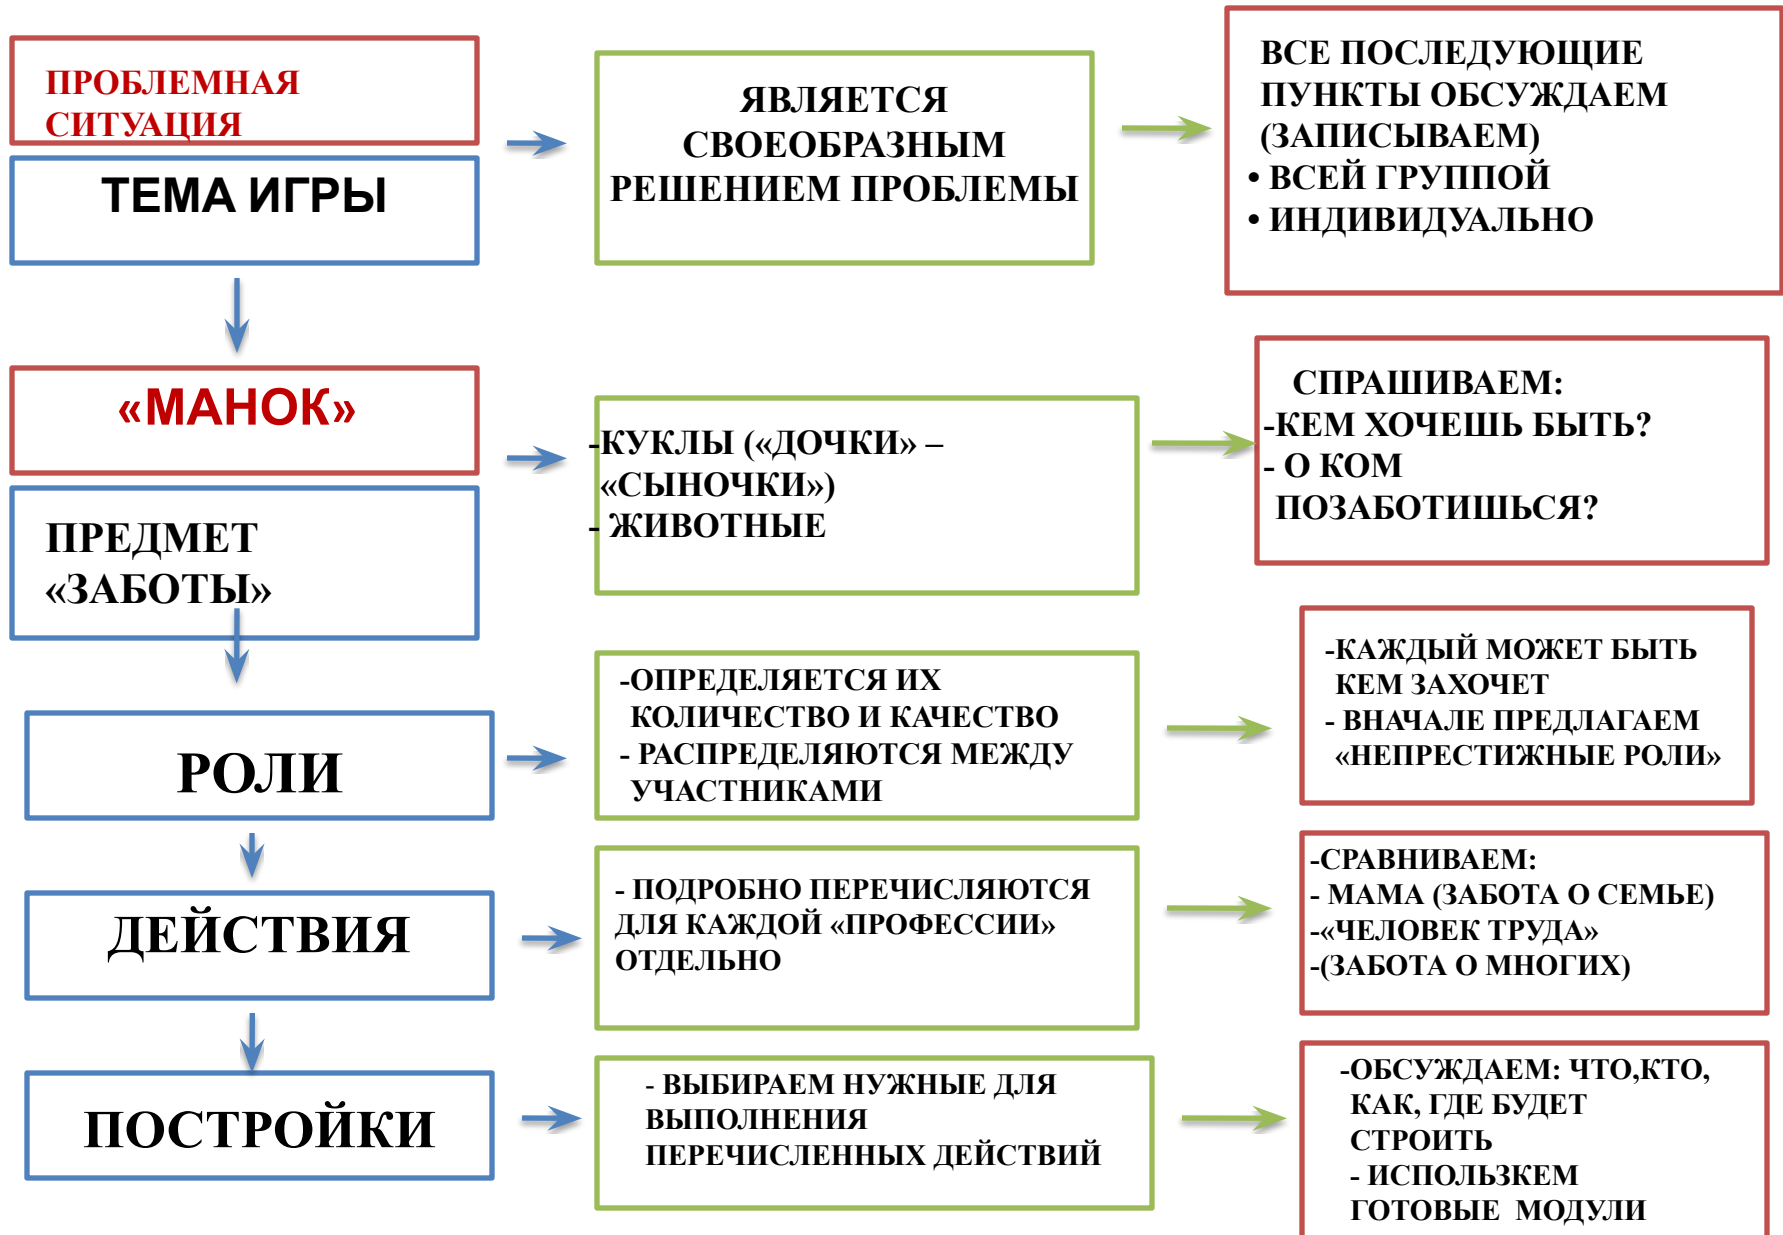 ПРОБЛЕМНАЯ
СИТУАЦИЯ
ТЕМА ИГРЫ
ЯВЛЯЕТСЯ
СВОЕОБРАЗНЫМ
РЕШЕНИЕМ ПРОБЛЕМЫ
ВСЕ ПОСЛЕДУЮЩИЕ
ПУНКТЫ ОБСУЖДАЕМ
(ЗАПИСЫВАЕМ)
• ВСЕЙ ГРУППОЙ
• ИНДИВИДУАЛЬНО
«МАНОК»
ПРЕДМЕТ
«ЗАБОТЫ»
-КУКЛЫ («ДОЧКИ» –
«СЫНОЧКИ»)
- ЖИВОТНЫЕ
СПРАШИВАЕМ:
-КЕМ ХОЧЕШЬ БЫТЬ?
- О КОМ
ПОЗАБОТИШЬСЯ?
РОЛИ
-ОПРЕДЕЛЯЕТСЯ ИХ
КОЛИЧЕСТВО И КАЧЕСТВО
- РАСПРЕДЕЛЯЮТСЯ МЕЖДУ
УЧАСТНИКАМИ
-КАЖДЫЙ МОЖЕТ БЫТЬ
КЕМ ЗАХОЧЕТ
- ВНАЧАЛЕ ПРЕДЛАГАЕМ
«НЕПРЕСТИЖНЫЕ РОЛИ»
ДЕЙСТВИЯ
- ПОДРОБНО ПЕРЕЧИСЛЯЮТСЯ
ДЛЯ КАЖДОЙ «ПРОФЕССИИ»
ОТДЕЛЬНО
-СРАВНИВАЕМ:
- МАМА (ЗАБОТА О СЕМЬЕ)
-«ЧЕЛОВЕК ТРУДА»
-(ЗАБОТА О МНОГИХ)
ПОСТРОЙКИ
- ВЫБИРАЕМ НУЖНЫЕ ДЛЯ
ВЫПОЛНЕНИЯ
ПЕРЕЧИСЛЕННЫХ ДЕЙСТВИЙ
-ОБСУЖДАЕМ: ЧТО,КТО,
КАК, ГДЕ БУДЕТ
СТРОИТЬ
- ИСПОЛЬЗКЕМ
ГОТОВЫЕ МОДУЛИ